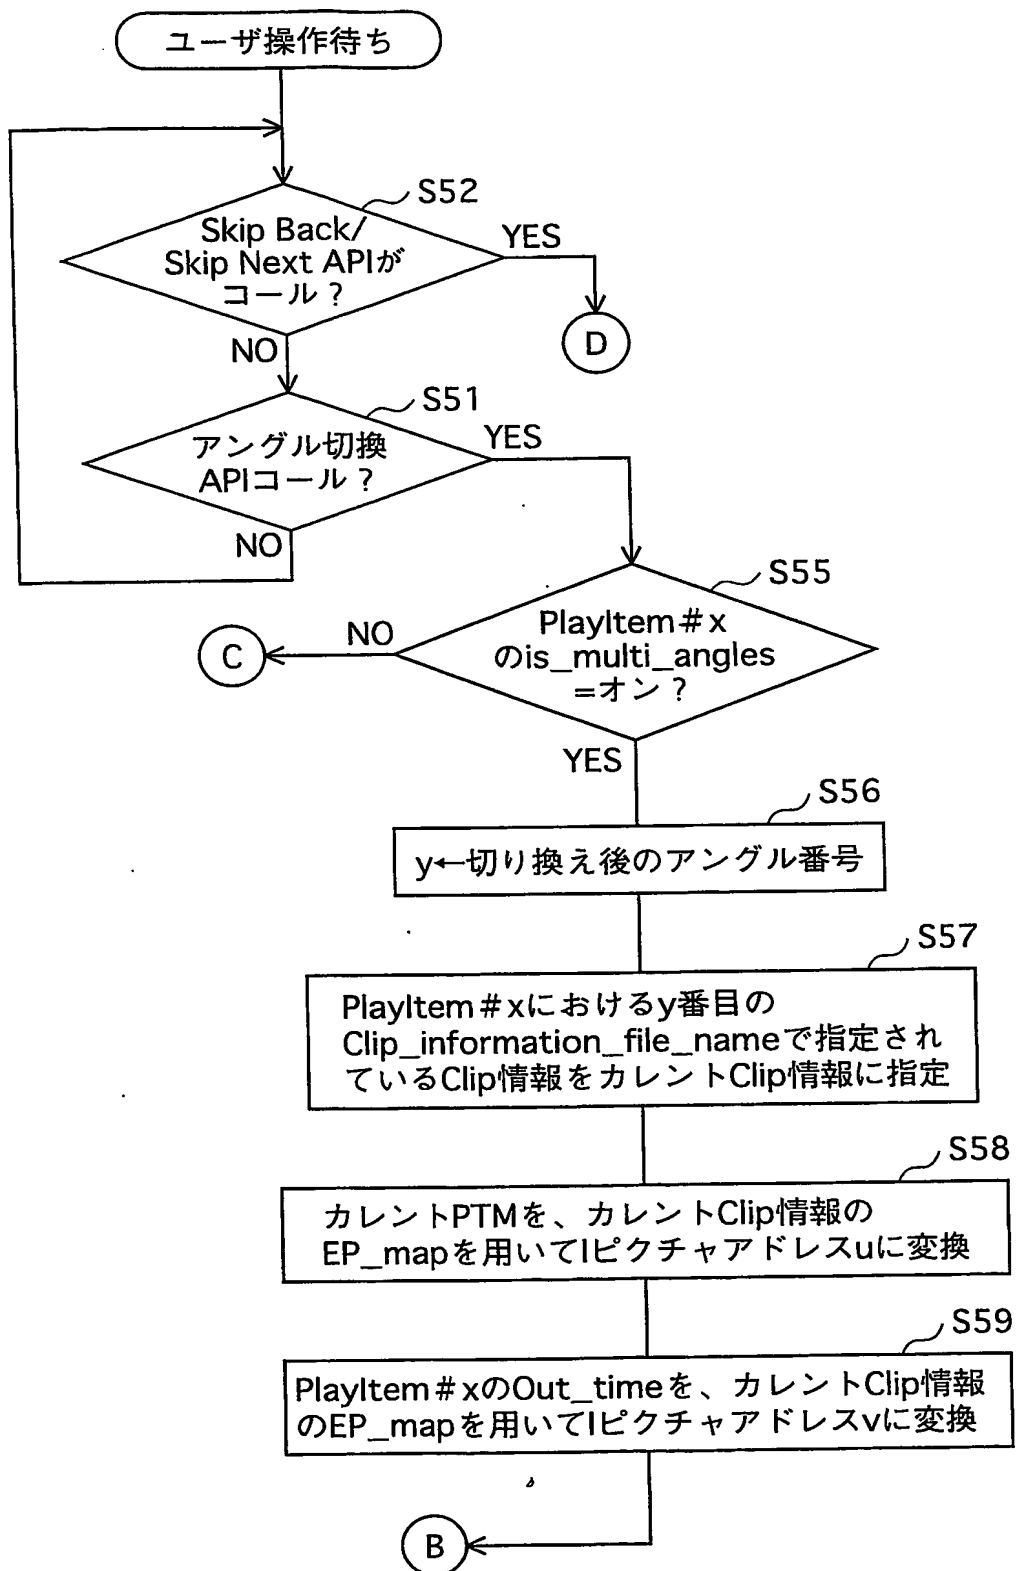 ユーザ操作待ち
S52
Skip Back/
Skip Next APIが
コール？
YES
D
NO
S51
アングル切換
APIコール？
YES
NO
S55
PlayItem＃x
のis_multi_angles
=オン？
NO
C
YES
S56
y←切り換え後のアングル番号
S57
PlayItem＃xにおけるy番目の
Clip_information_file_nameで指定され
ているClip情報をカレントClip情報に指定
S58
カレントPTMを、カレントClip情報の
EP_mapを用いてIピクチャアドレスuに変換
S59
PlayItem＃xのOut_timeを、カレントClip情報
のEP_mapを用いてIピクチャアドレスvに変換
B